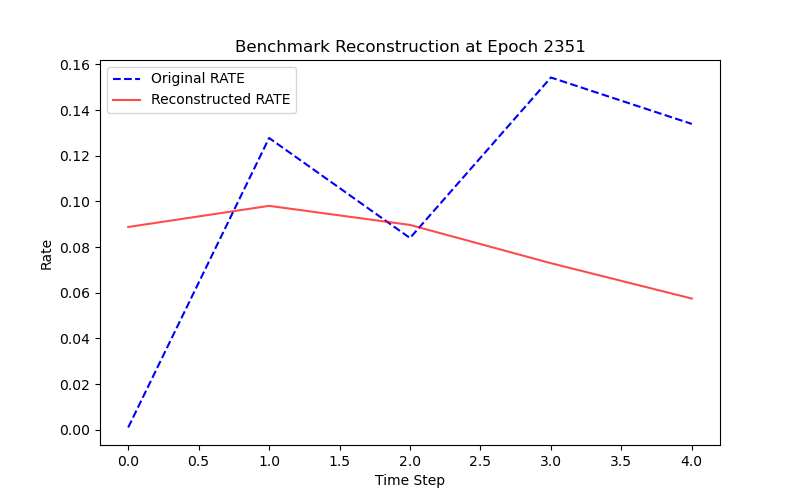 Benchmark Reconstruction at Epoch 2351
Original RATE
Reconstructed RATE
0.16
0.14
0.12
0.10
0.08
0.06
0.04
0.02
0.00
Rate
0.0 0.5 1.0 1.5 2.0 2.5 3.0 3.5 4.0
Time Step